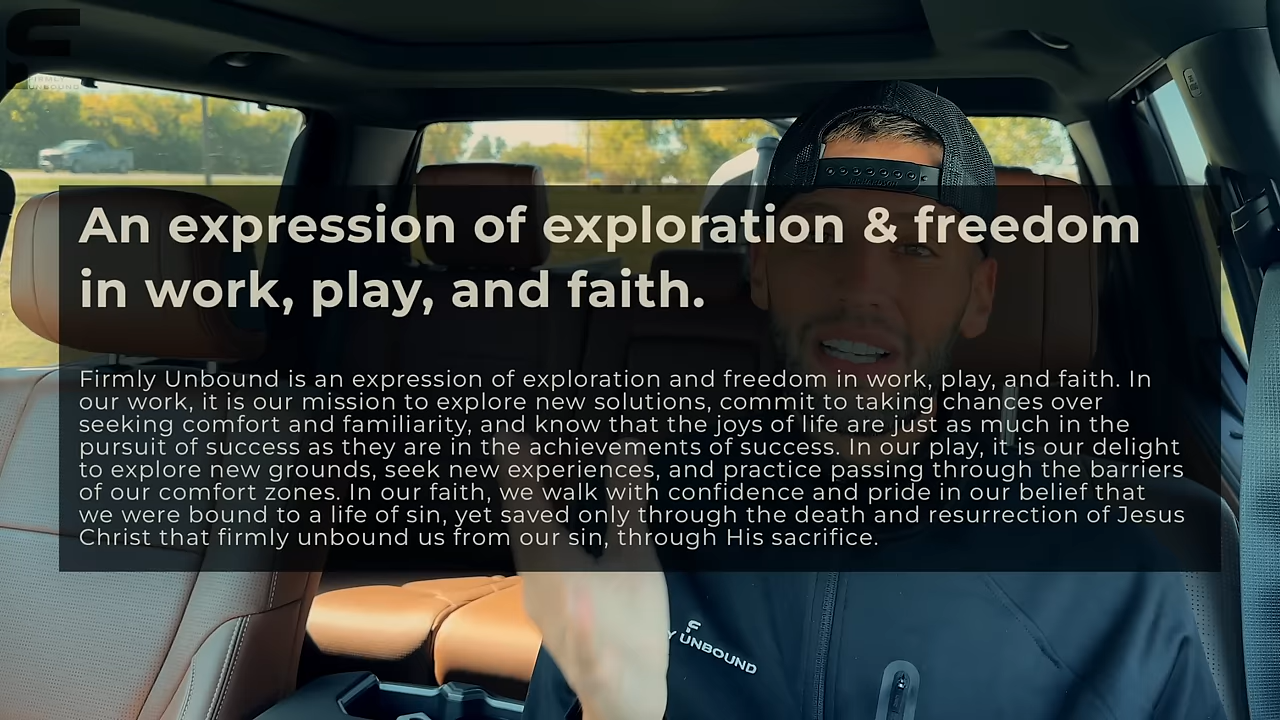 FIRMLY
UNBOUND
An expression of exploration & freedom
in work, play, and faith.
Firmly Unbound is an expression of exploration and freedom in work, play, and faith. In
our work, it is our mission to explore new solutions, commit to taking chances over
seeking comfort and familiarity, and know that the joys of life are just as much in the
pursuit of success as they are in the achievements of success. In our play, it is our delight
to explore new grounds, seek new experiences, and practice passing through the barriers
of our comfort zones. In our faith, we walk with confidence and pride in our belief that
we were bound to a life of sin, yet saved only through the death and resurrection of Jesus
Christ that firmly unbound us from our sin, through His sacrifice.
Y UNBOUND